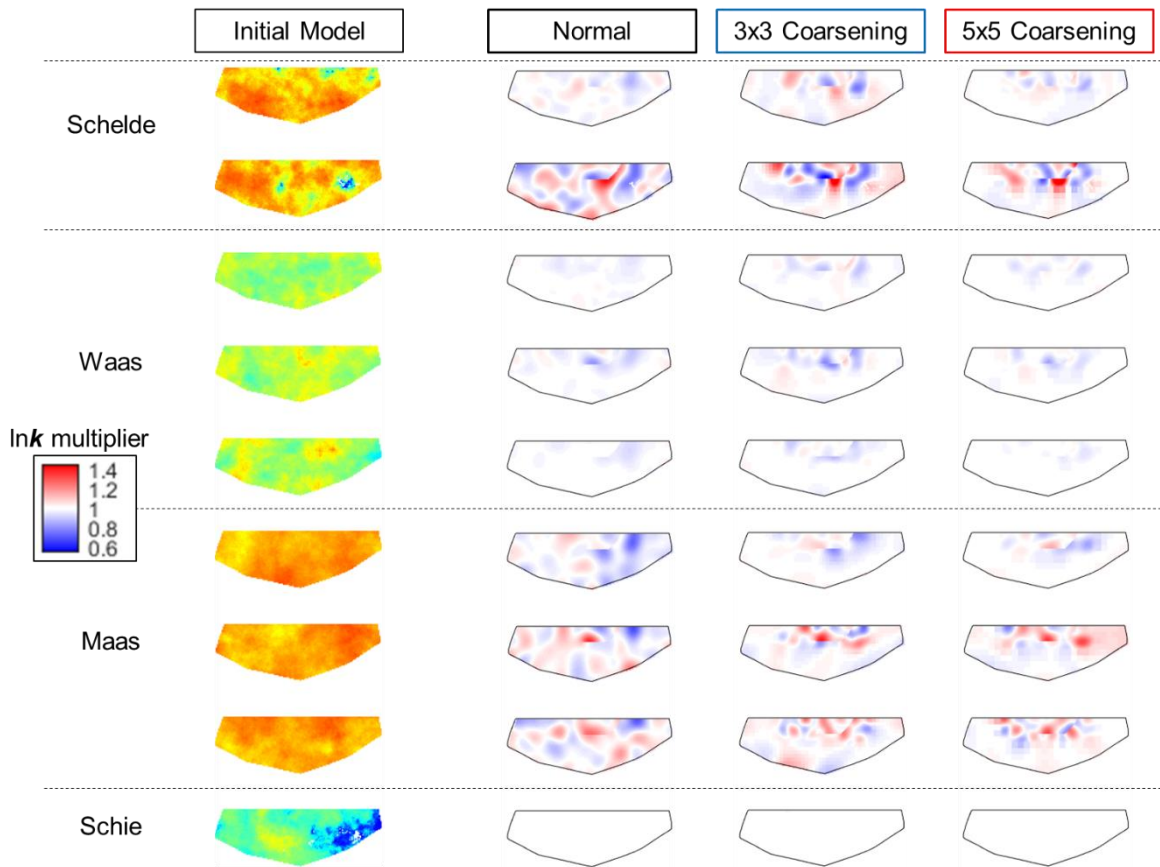 Initial Model
Normal
3x3 Coarsening
5x5 Coarsening
Schelde
Waas
lnk multiplier
1.4
1.2
1
0.8
0.6
Maas
Schie